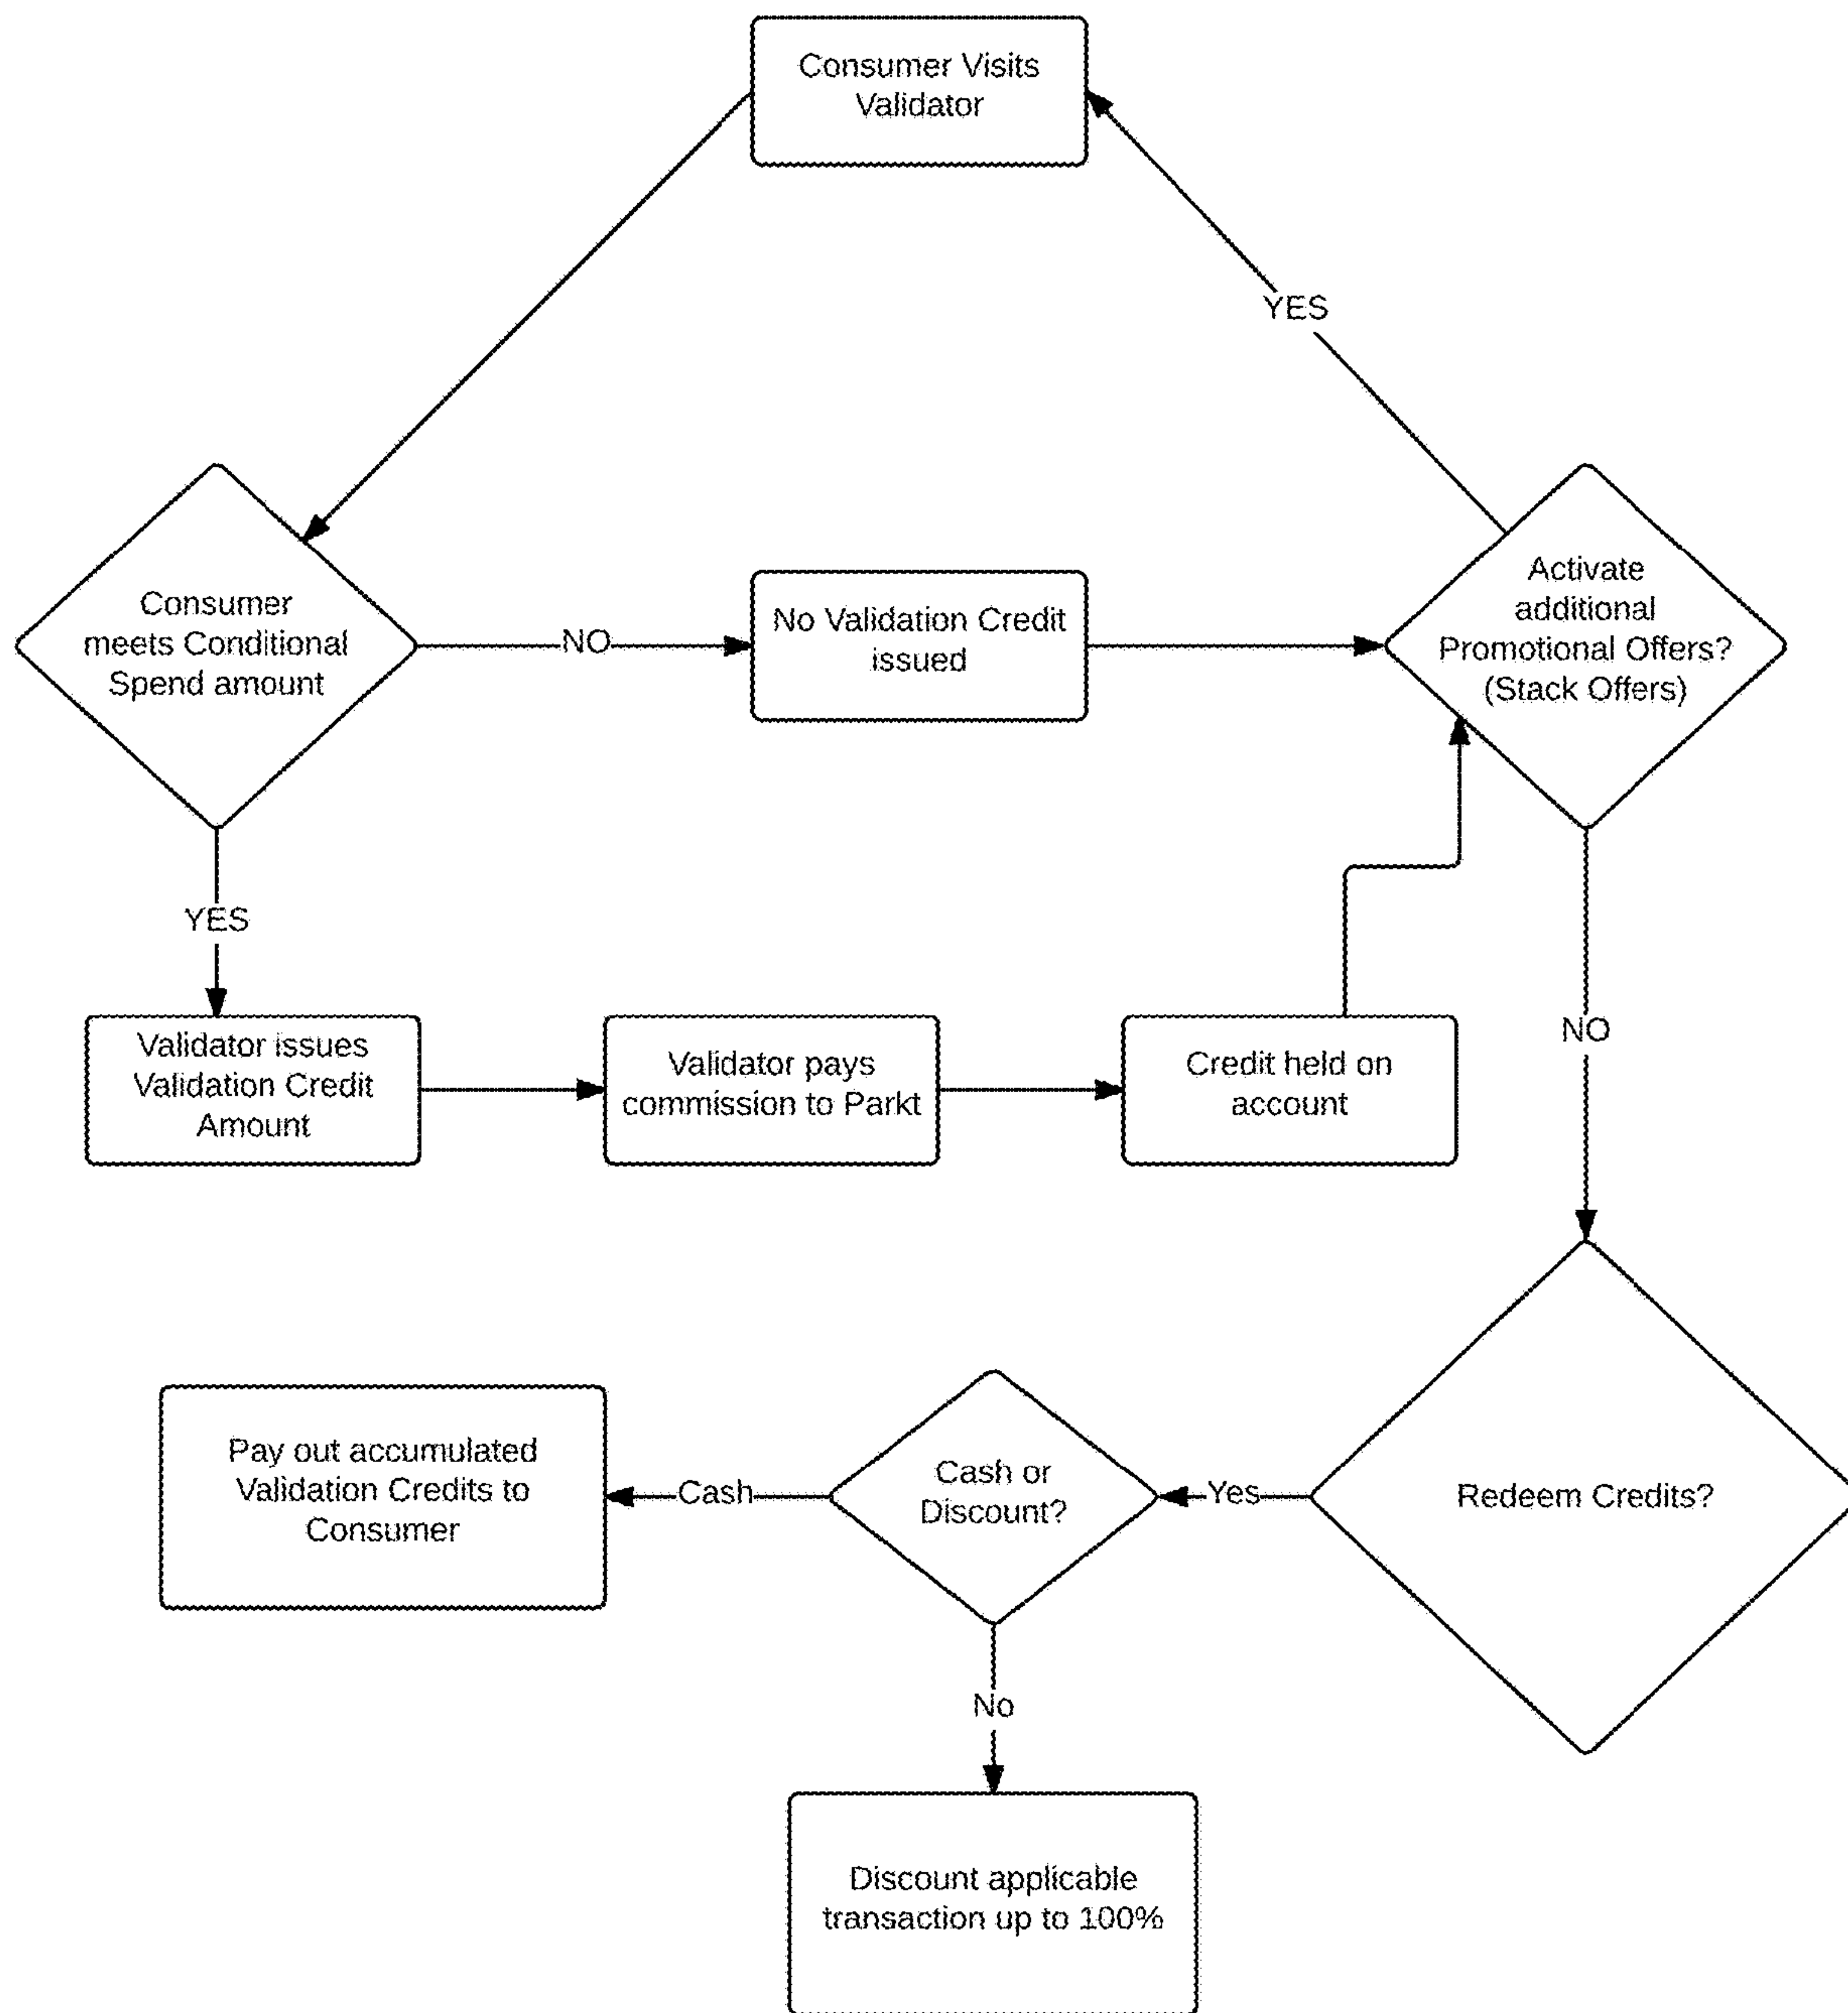 Consumer Visits
Validator
YES
Consumer
meets Conditional
Spend amount
NO
No Validation Credit
issued
Activate
additional
Promotional Offers?
(Stack Offers)
YES
NO
Validator issues
Validation Credit
Amount
Validator pays
commission to Parkt
Credit held on
account
Pay out accumulated
Validation Credits to
Consumer
Cash
Cash or
Discount?
Yes
Redeem Credits?
No
Discount applicable
transaction up to 100%